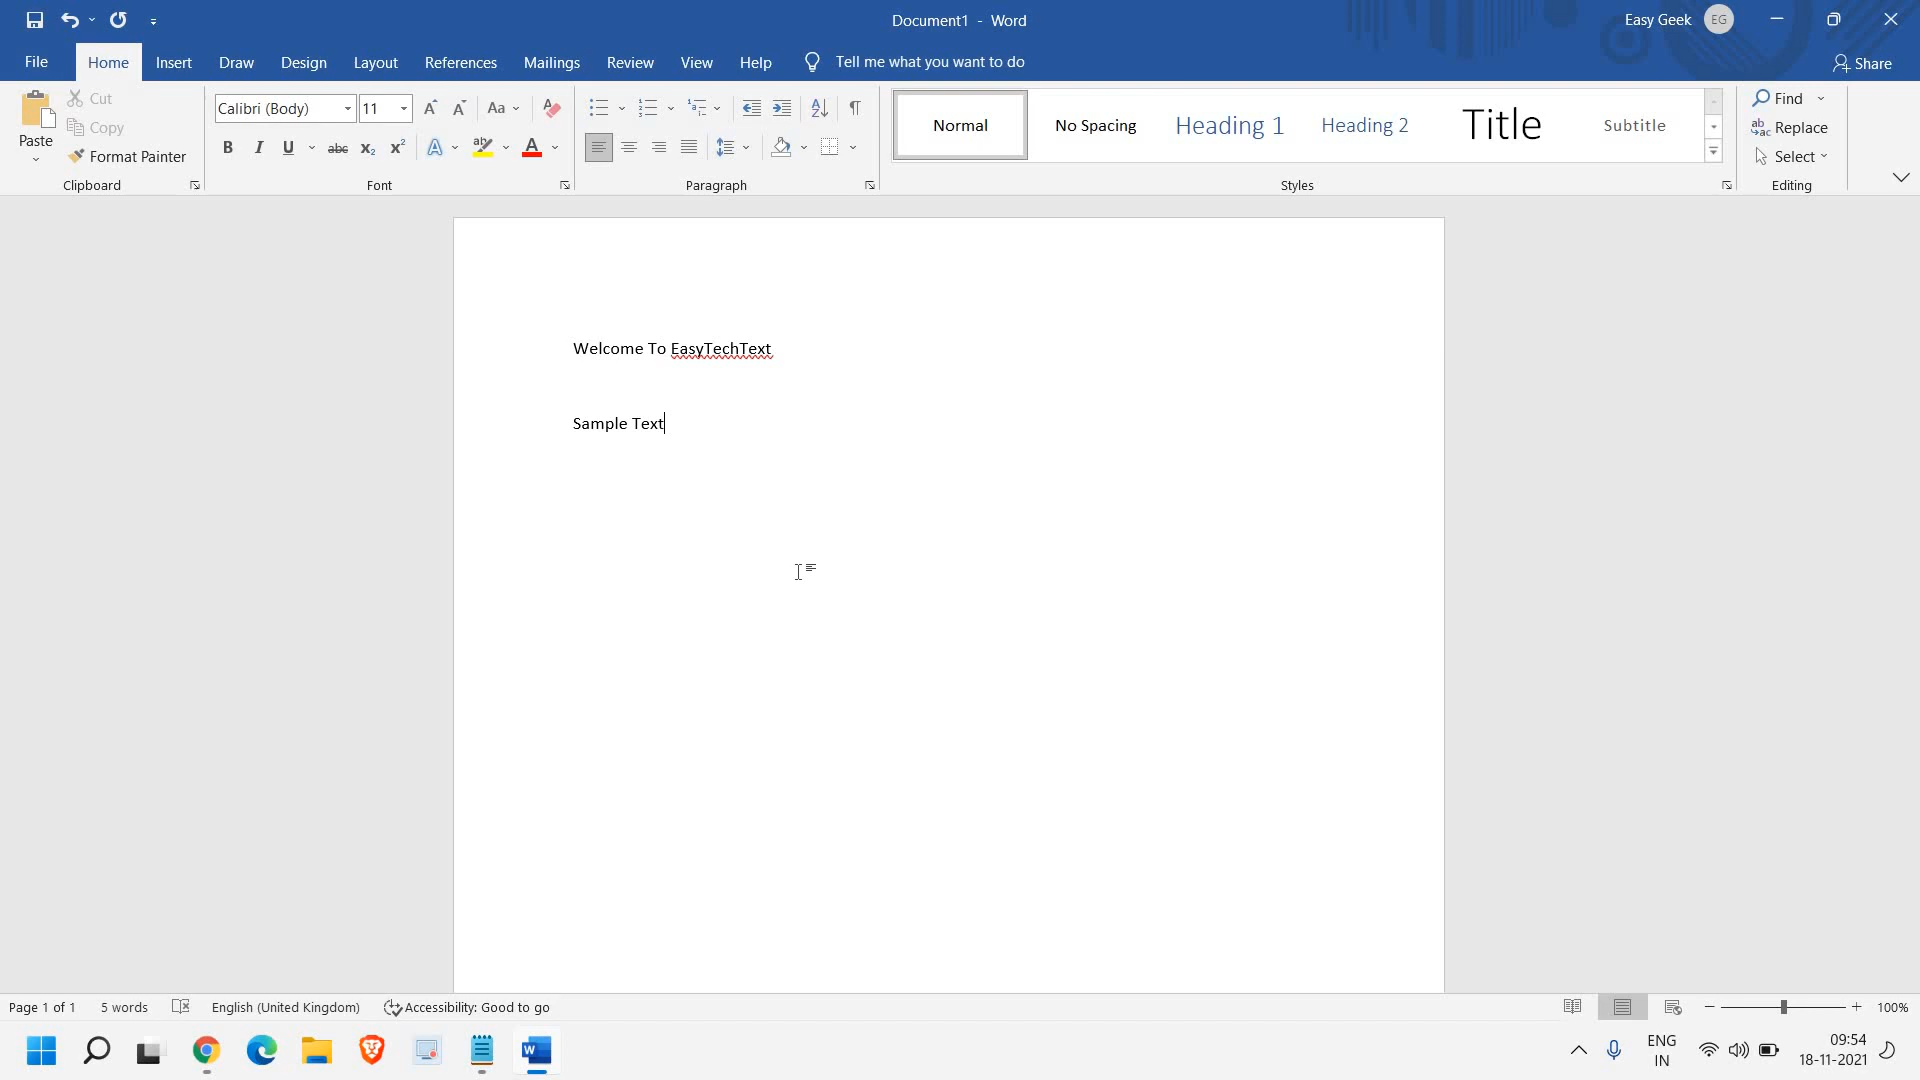 Document1 - Word
Easy Geek EG
File Home Insert Draw Design Layout References Mailings Review View Help Tell me what you want to do Share
Paste
Cut
Copy
Format Painter
Clipboard
Calibri (Body) 11 Aa
B I U abc x₂ x² A ab A
Font
Paragraph
Normal No Spacing Heading 1 Heading 2 Title Subtitle
Styles
Find
Replace
Select
Editing
Welcome To EasyTechText
Sample Text
Page 1 of 1 5 words English (United Kingdom) Accessibility: Good to go 100%
ENG
IN
09:54
18-11-2021